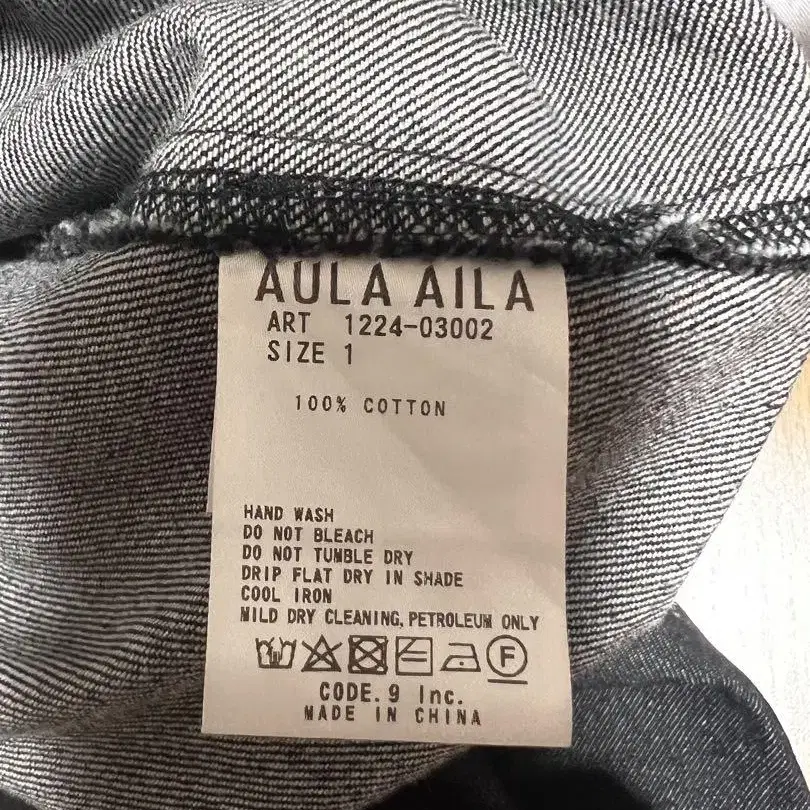 AULA AILA
ART 1224-03002
SIZE 1
100% COTTON
HAND WASH
DO NOT BLEACH
DO NOT TUMBLE DRY
DRIP FLAT DRY IN SHADE
COOL IRON
MILD DRY CLEANING, PETROLEUM ONLY
F
CODE.9 Inc.
MADE IN CHINA